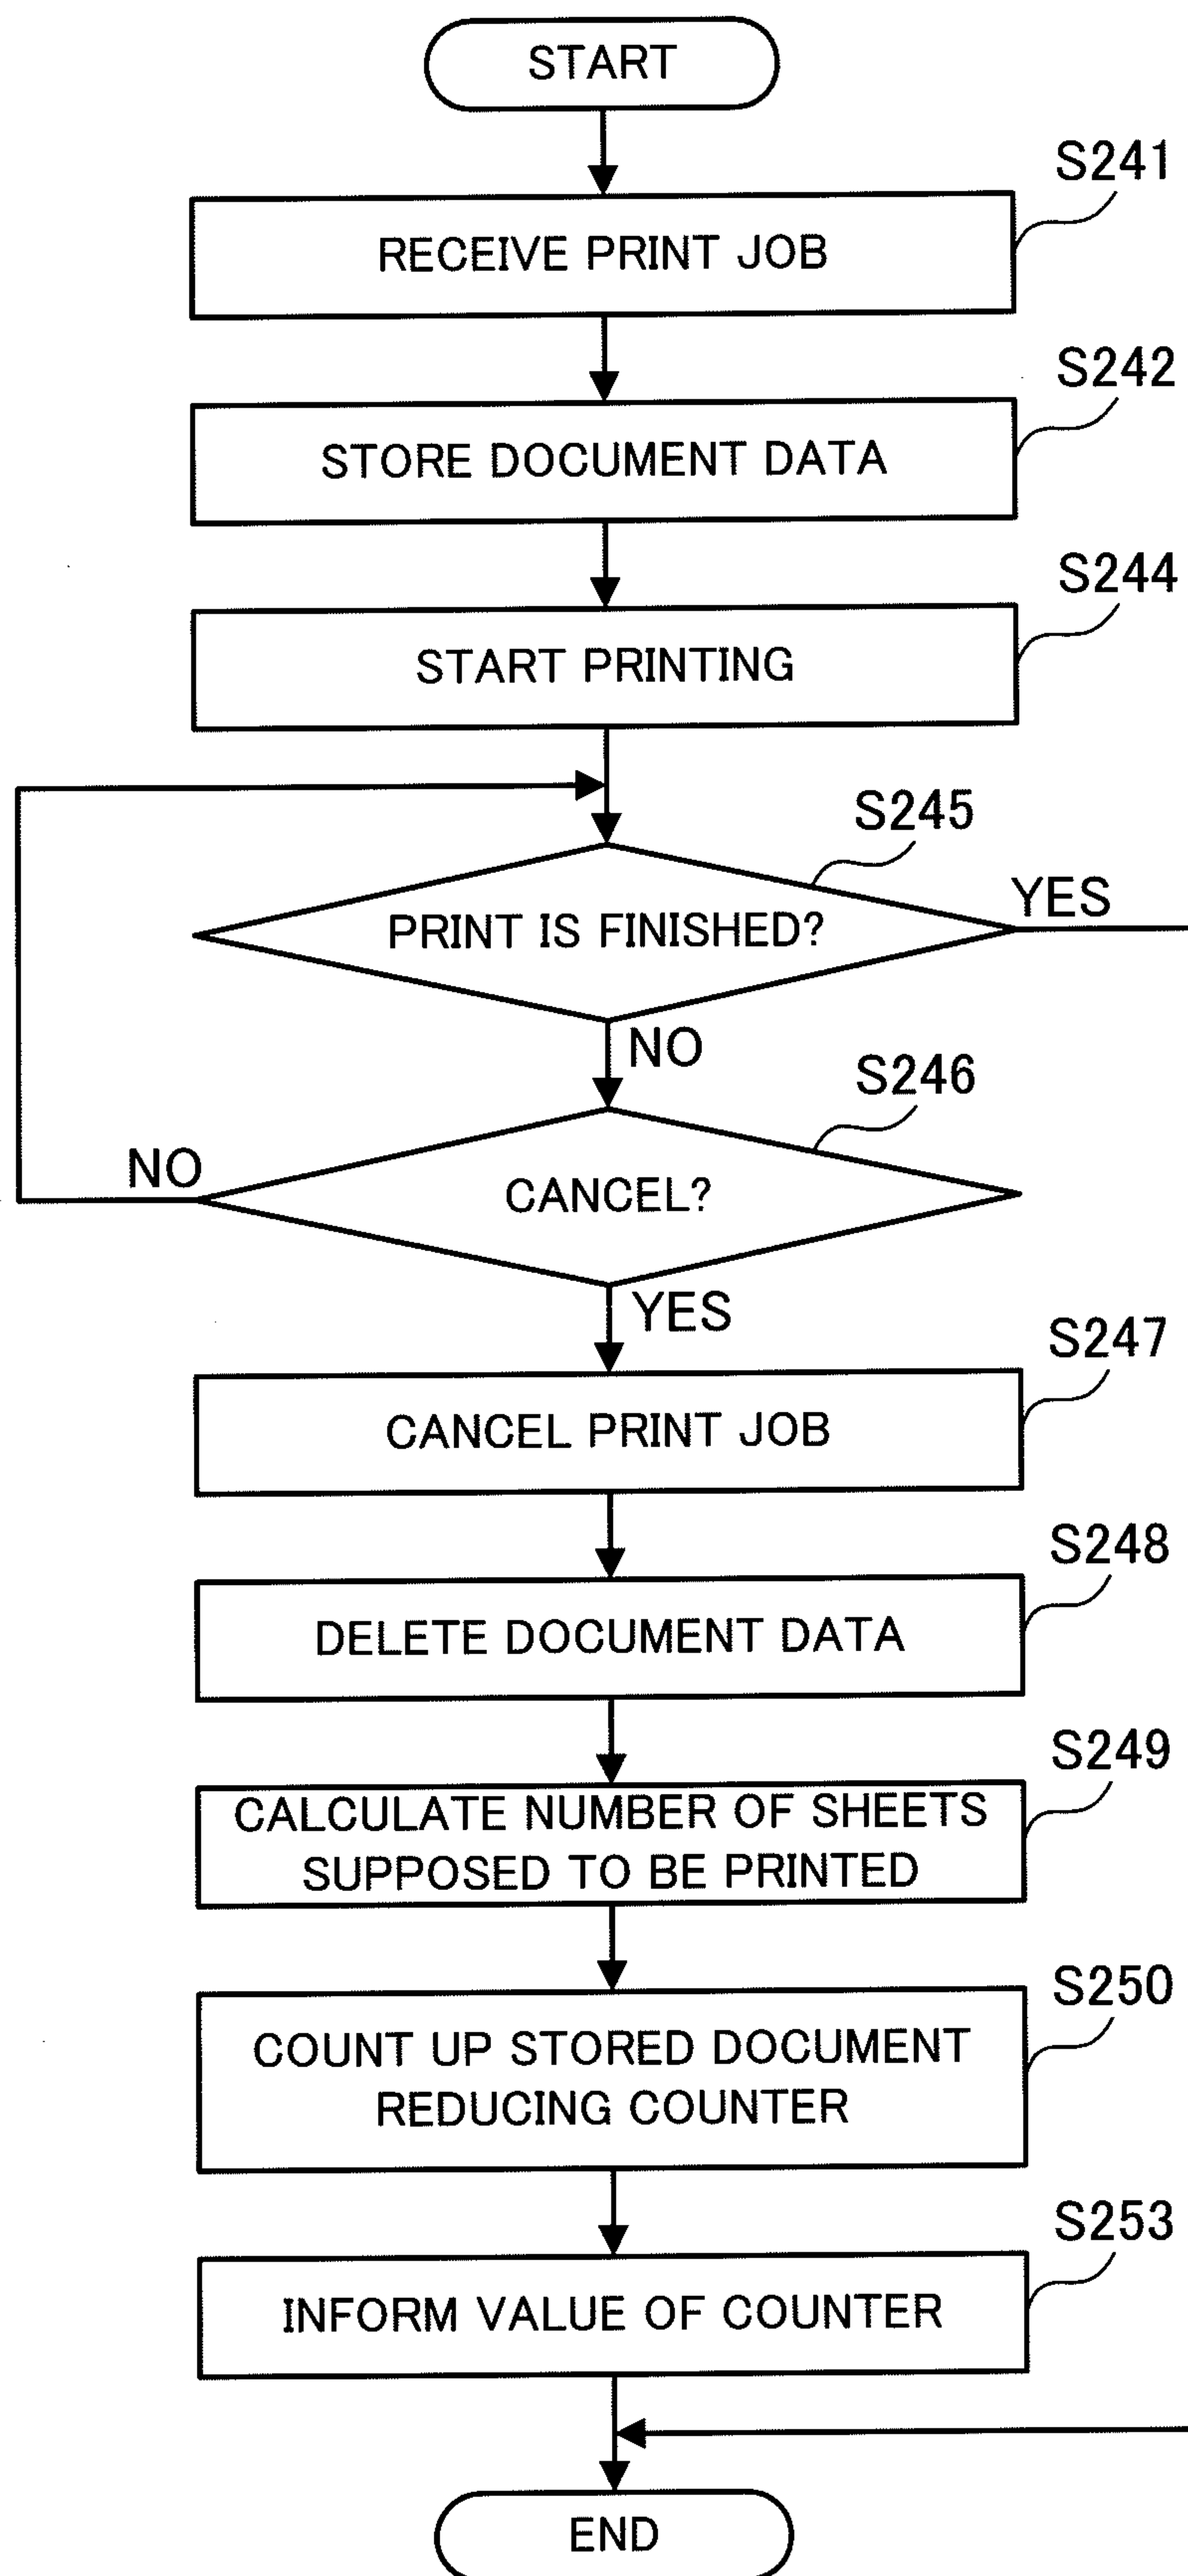 START
S241
RECEIVE PRINT JOB
S242
STORE DOCUMENT DATA
S244
START PRINTING
S245
YES
PRINT IS FINISHED?
NO
S246
NO
CANCEL?
YES
S247
CANCEL PRINT JOB
S248
DELETE DOCUMENT DATA
S249
CALCULATE NUMBER OF SHEETS
SUPPOSED TO BE PRINTED
S250
COUNT UP STORED DOCUMENT
REDUCING COUNTER
S253
INFORM VALUE OF COUNTER
END